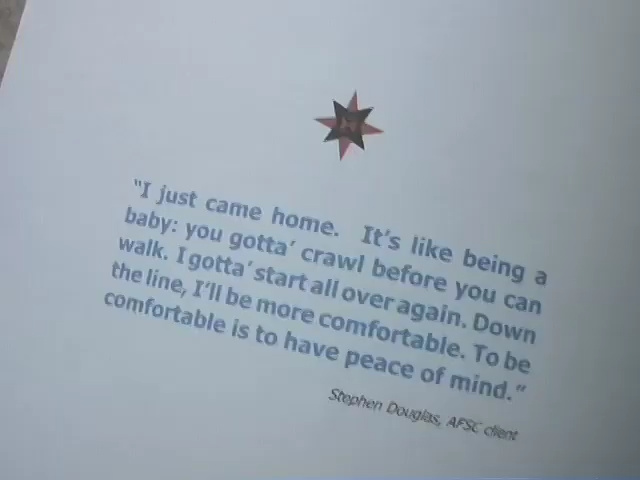 "I just came home.  It's like being a
baby: you gotta' crawl before you can
walk. I gotta' start all over again. Down
the line, I'll be more comfortable. To be
comfortable is to have peace of mind."
Stephen Douglas, AFSC client